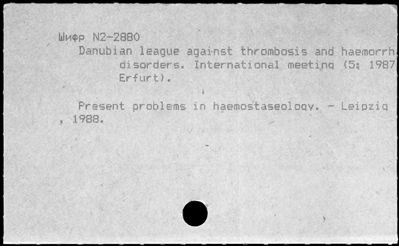 Шифр N2-2880
Danubian league against thrombosis and haemorrh
disorders. International meeting (5; 1987
Erfurt).
Present problems in haemostaseology. - Leipzig
, 1988.